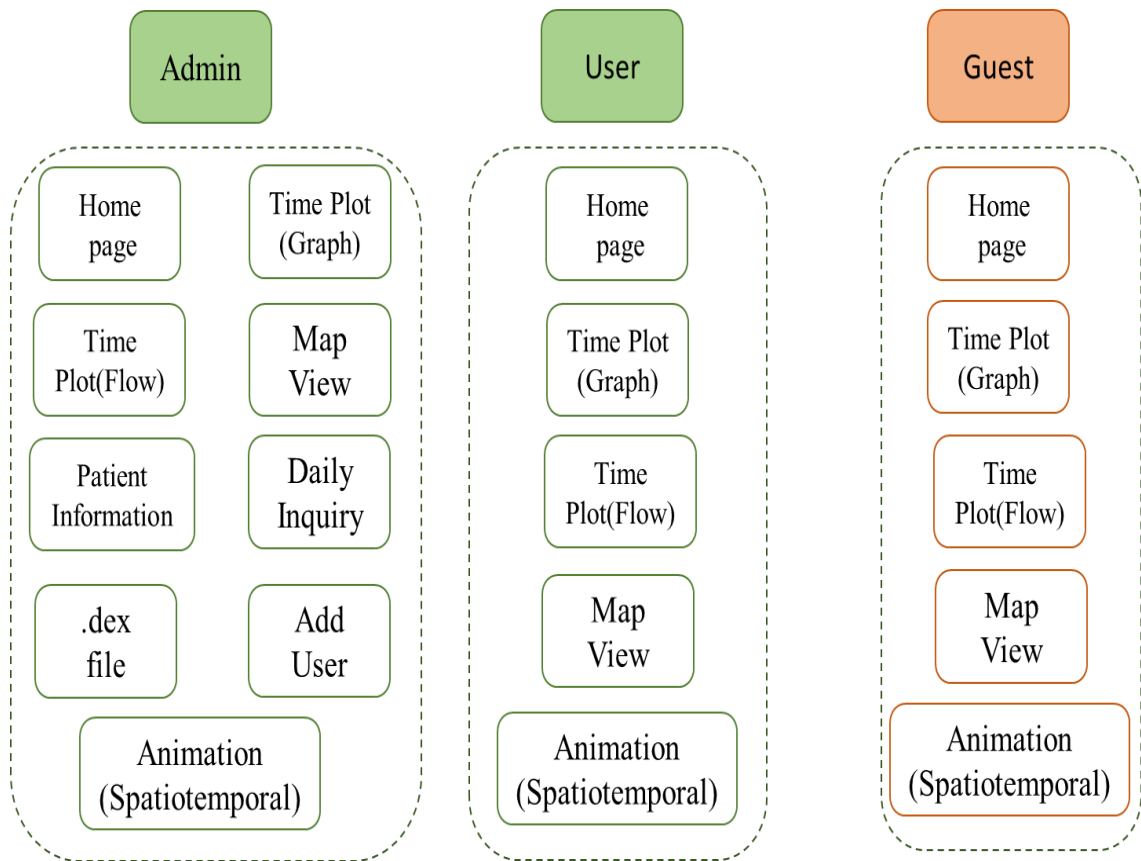 Admin
Home
page
Time Plot
(Graph)
Time
Plot(Flow)
Map
View
Patient
Information
Daily
Inquiry
.dex
file
Add
User
Animation
(Spatiotemporal)
User
Home
page
Time Plot
(Graph)
Time
Plot(Flow)
Map
View
Animation
(Spatiotemporal)
Guest
Home
page
Time Plot
(Graph)
Time
Plot(Flow)
Map
View
Animation
(Spatiotemporal)